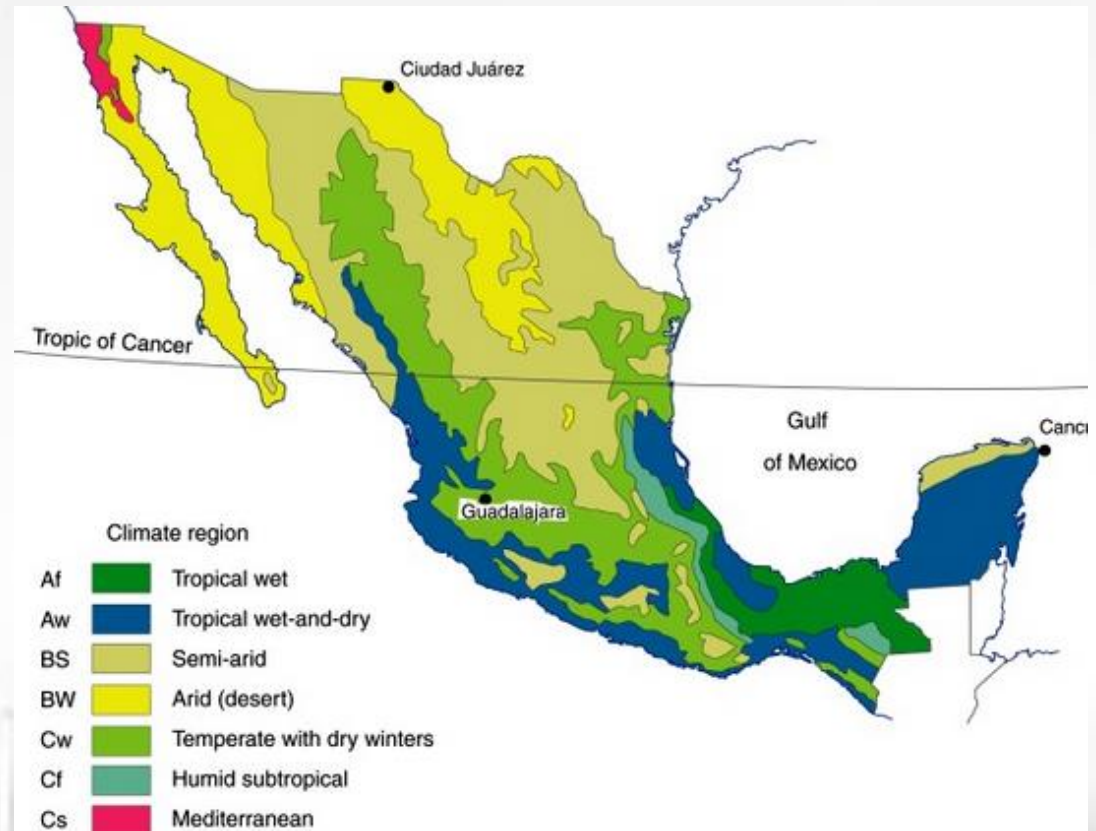 Ciudad Juárez
Tropic of Cancer
Gulf
of Mexico
Cancu
Guadalajara
Climate region
Af Tropical wet
Aw Tropical wet-and-dry
BS Semi-arid
BW Arid (desert)
Cw Temperate with dry winters
Cf Humid subtropical
Cs Mediterranean